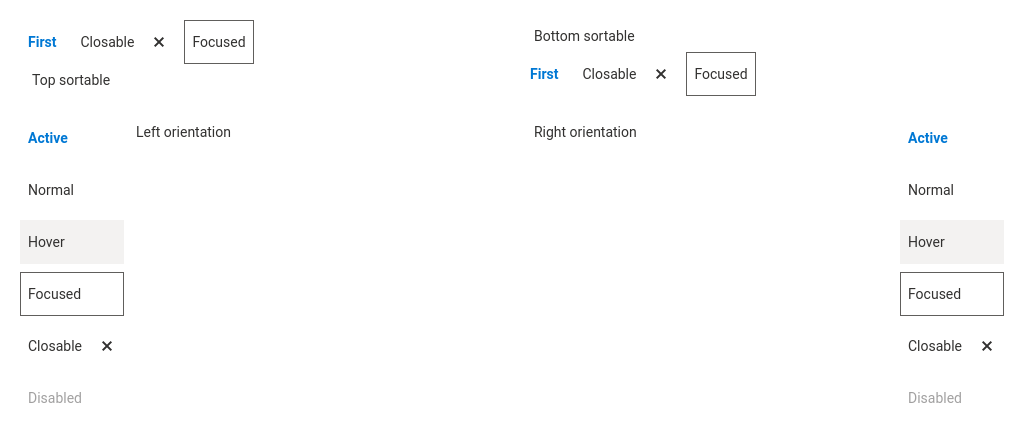 First Closable × Focused
Top sortable
Bottom sortable
First Closable × Focused
Left orientation
Active
Normal
Hover
Focused
Closable ×
Disabled
Right orientation
Active
Normal
Hover
Focused
Closable ×
Disabled